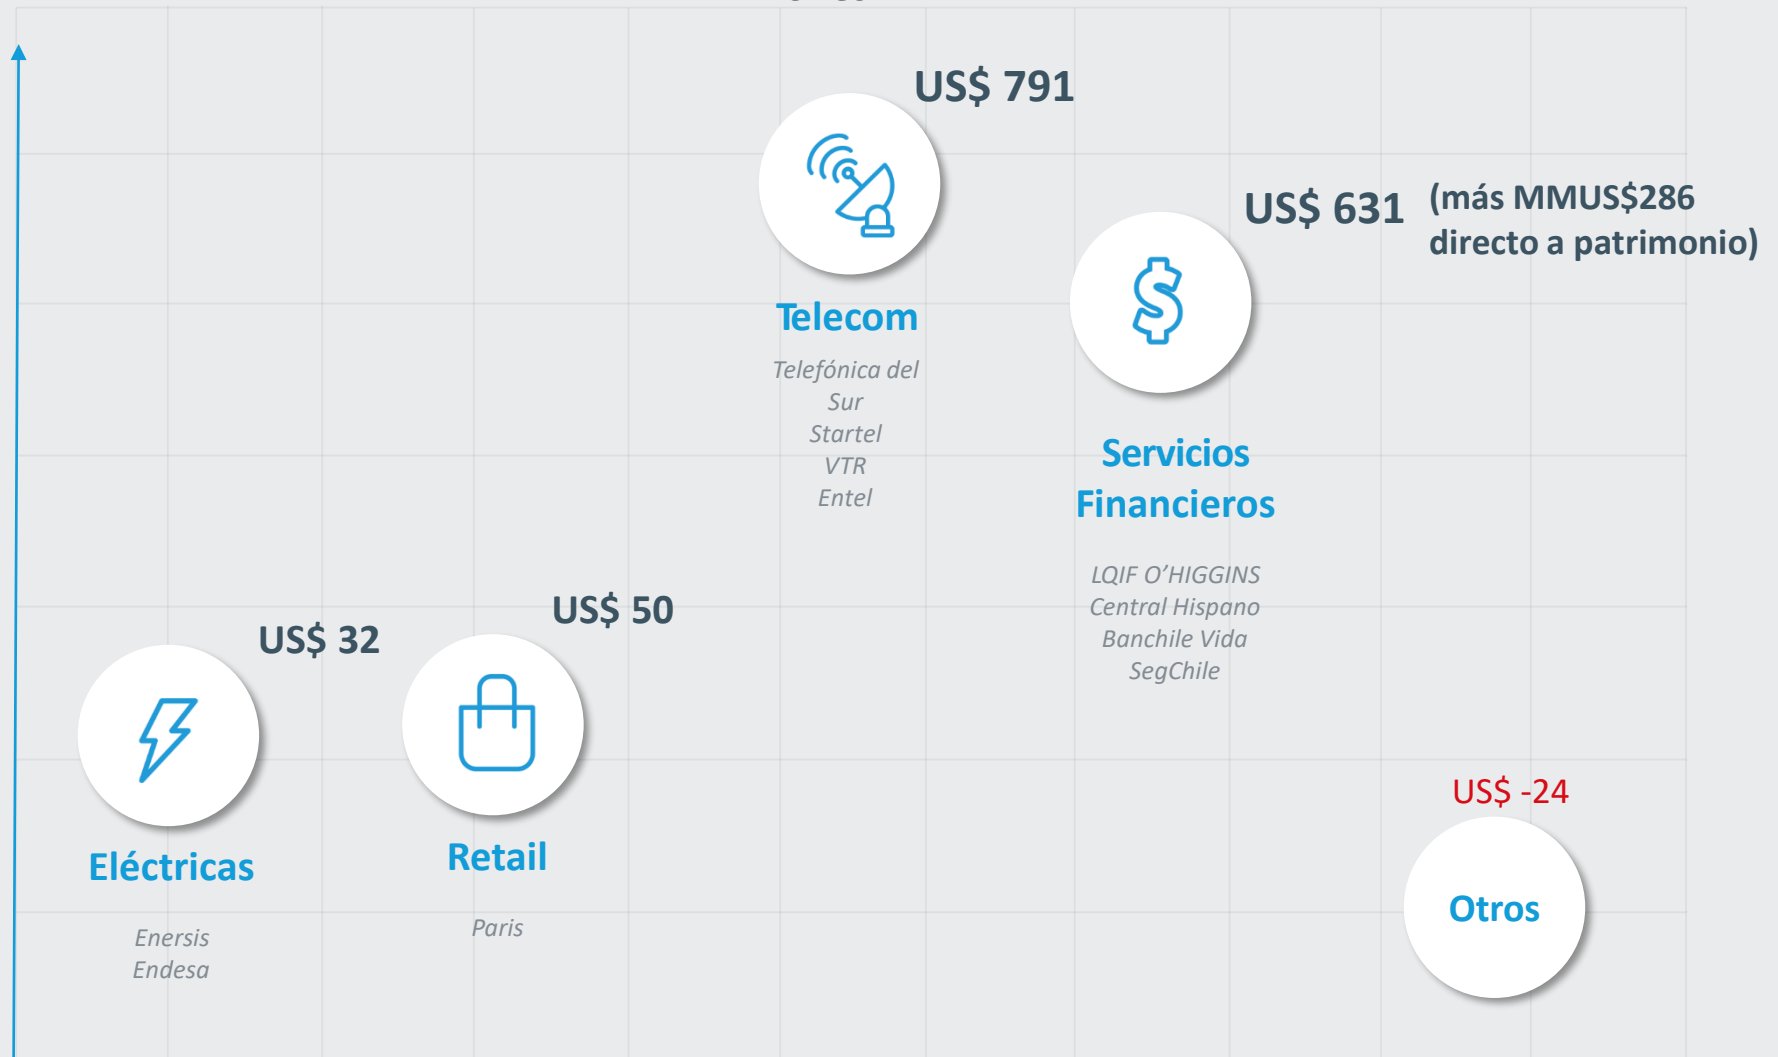 US$ 791
Telecom
Telefónica del
Sur
Startel
VTR
Entel
US$ 631
(más MMUS$286
directo a patrimonio)
Servicios
Financieros
LQIF O’HIGGINS
Central Hispano
Banchile Vida
SegChile
US$ 32
Eléctricas
Enersis
Endesa
US$ 50
Retail
Paris
US$ -24
Otros